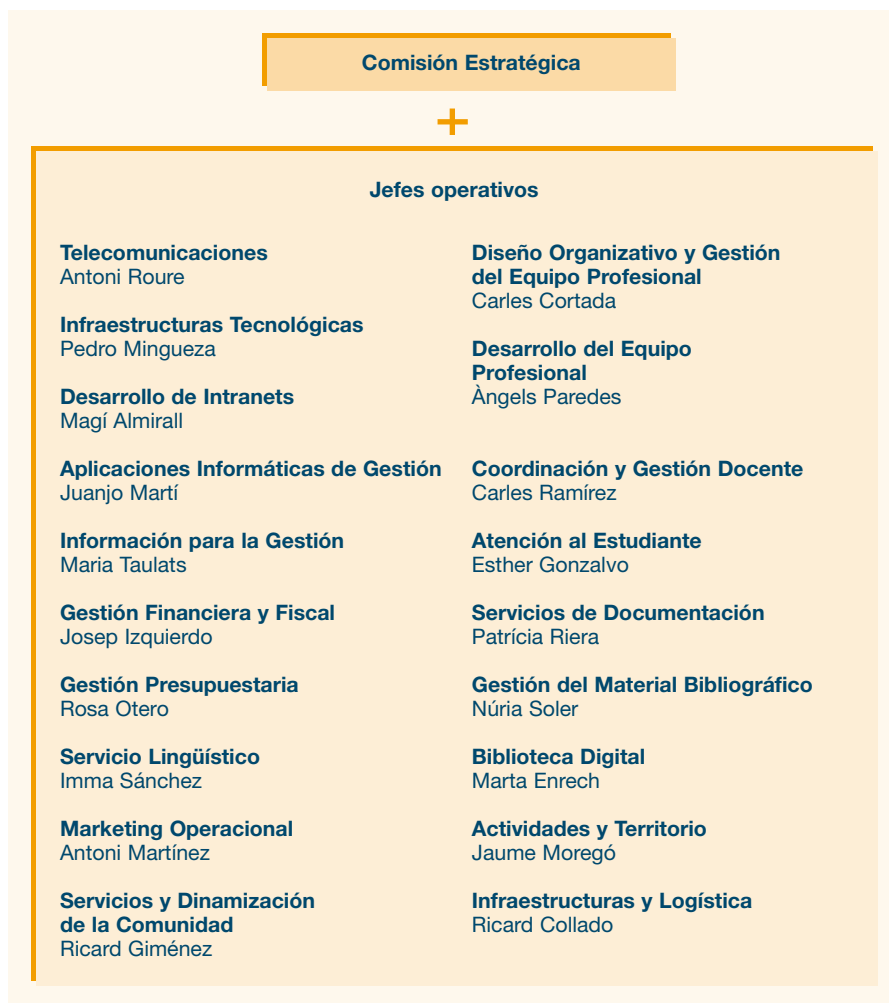 Comisión Estratégica
+
Jefes operativos
Telecomunicaciones
Antoni Roure
Infraestructuras Tecnológicas
Pedro Mingueza
Desarrollo de Intranets
Magí Almirall
Aplicaciones Informáticas de Gestión
Juanjo Martí
Información para la Gestión
Maria Taulats
Gestión Financiera y Fiscal
Josep Izquierdo
Gestión Presupuestaria
Rosa Otero
Servicio Lingüístico
Imma Sánchez
Marketing Operacional
Antoni Martínez
Servicios y Dinamización
de la Comunidad
Ricard Giménez
Diseño Organizativo y Gestión
del Equipo Profesional
Carles Cortada
Desarrollo del Equipo
Profesional
Àngels Paredes
Coordinación y Gestión Docente
Carles Ramírez
Atención al Estudiante
Esther Gonzalvo
Servicios de Documentación
Patrícia Riera
Gestión del Material Bibliográfico
Núria Soler
Biblioteca Digital
Marta Enrech
Actividades y Territorio
Jaume Moregó
Infraestructuras y Logística
Ricard Collado